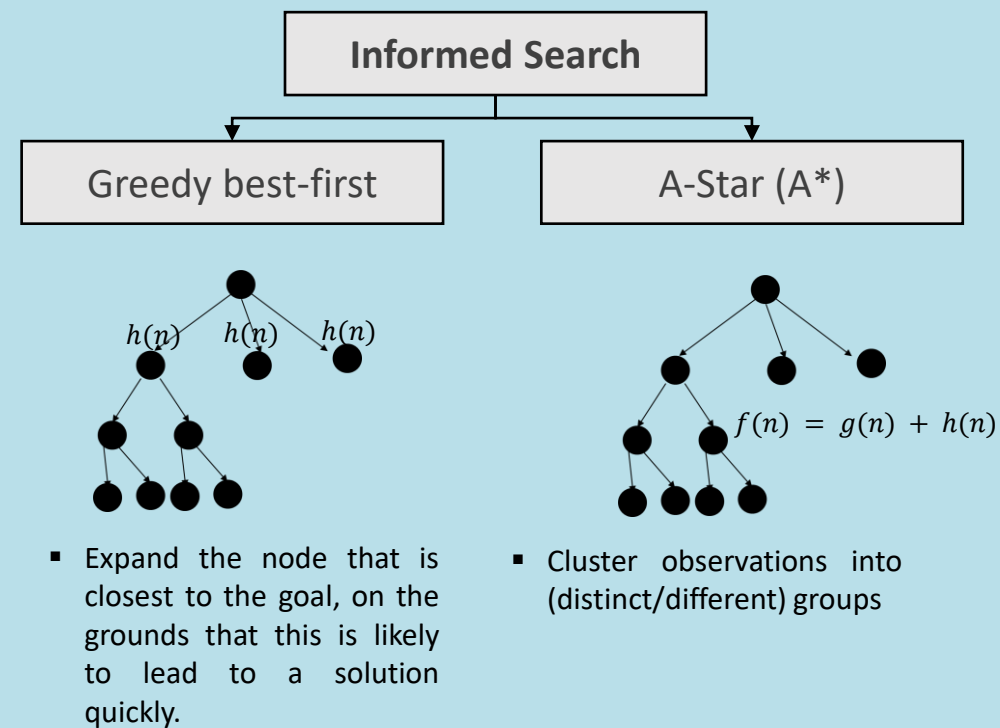 Informed Search
Greedy best-first
A-Star (A*)
h(n)
h(n)
h(n)
f(n) = g(n) + h(n)
▪ Expand the node that is
closest to the goal, on the
grounds that this is likely
to lead to a solution
quickly.
▪ Cluster observations into
(distinct/different) groups